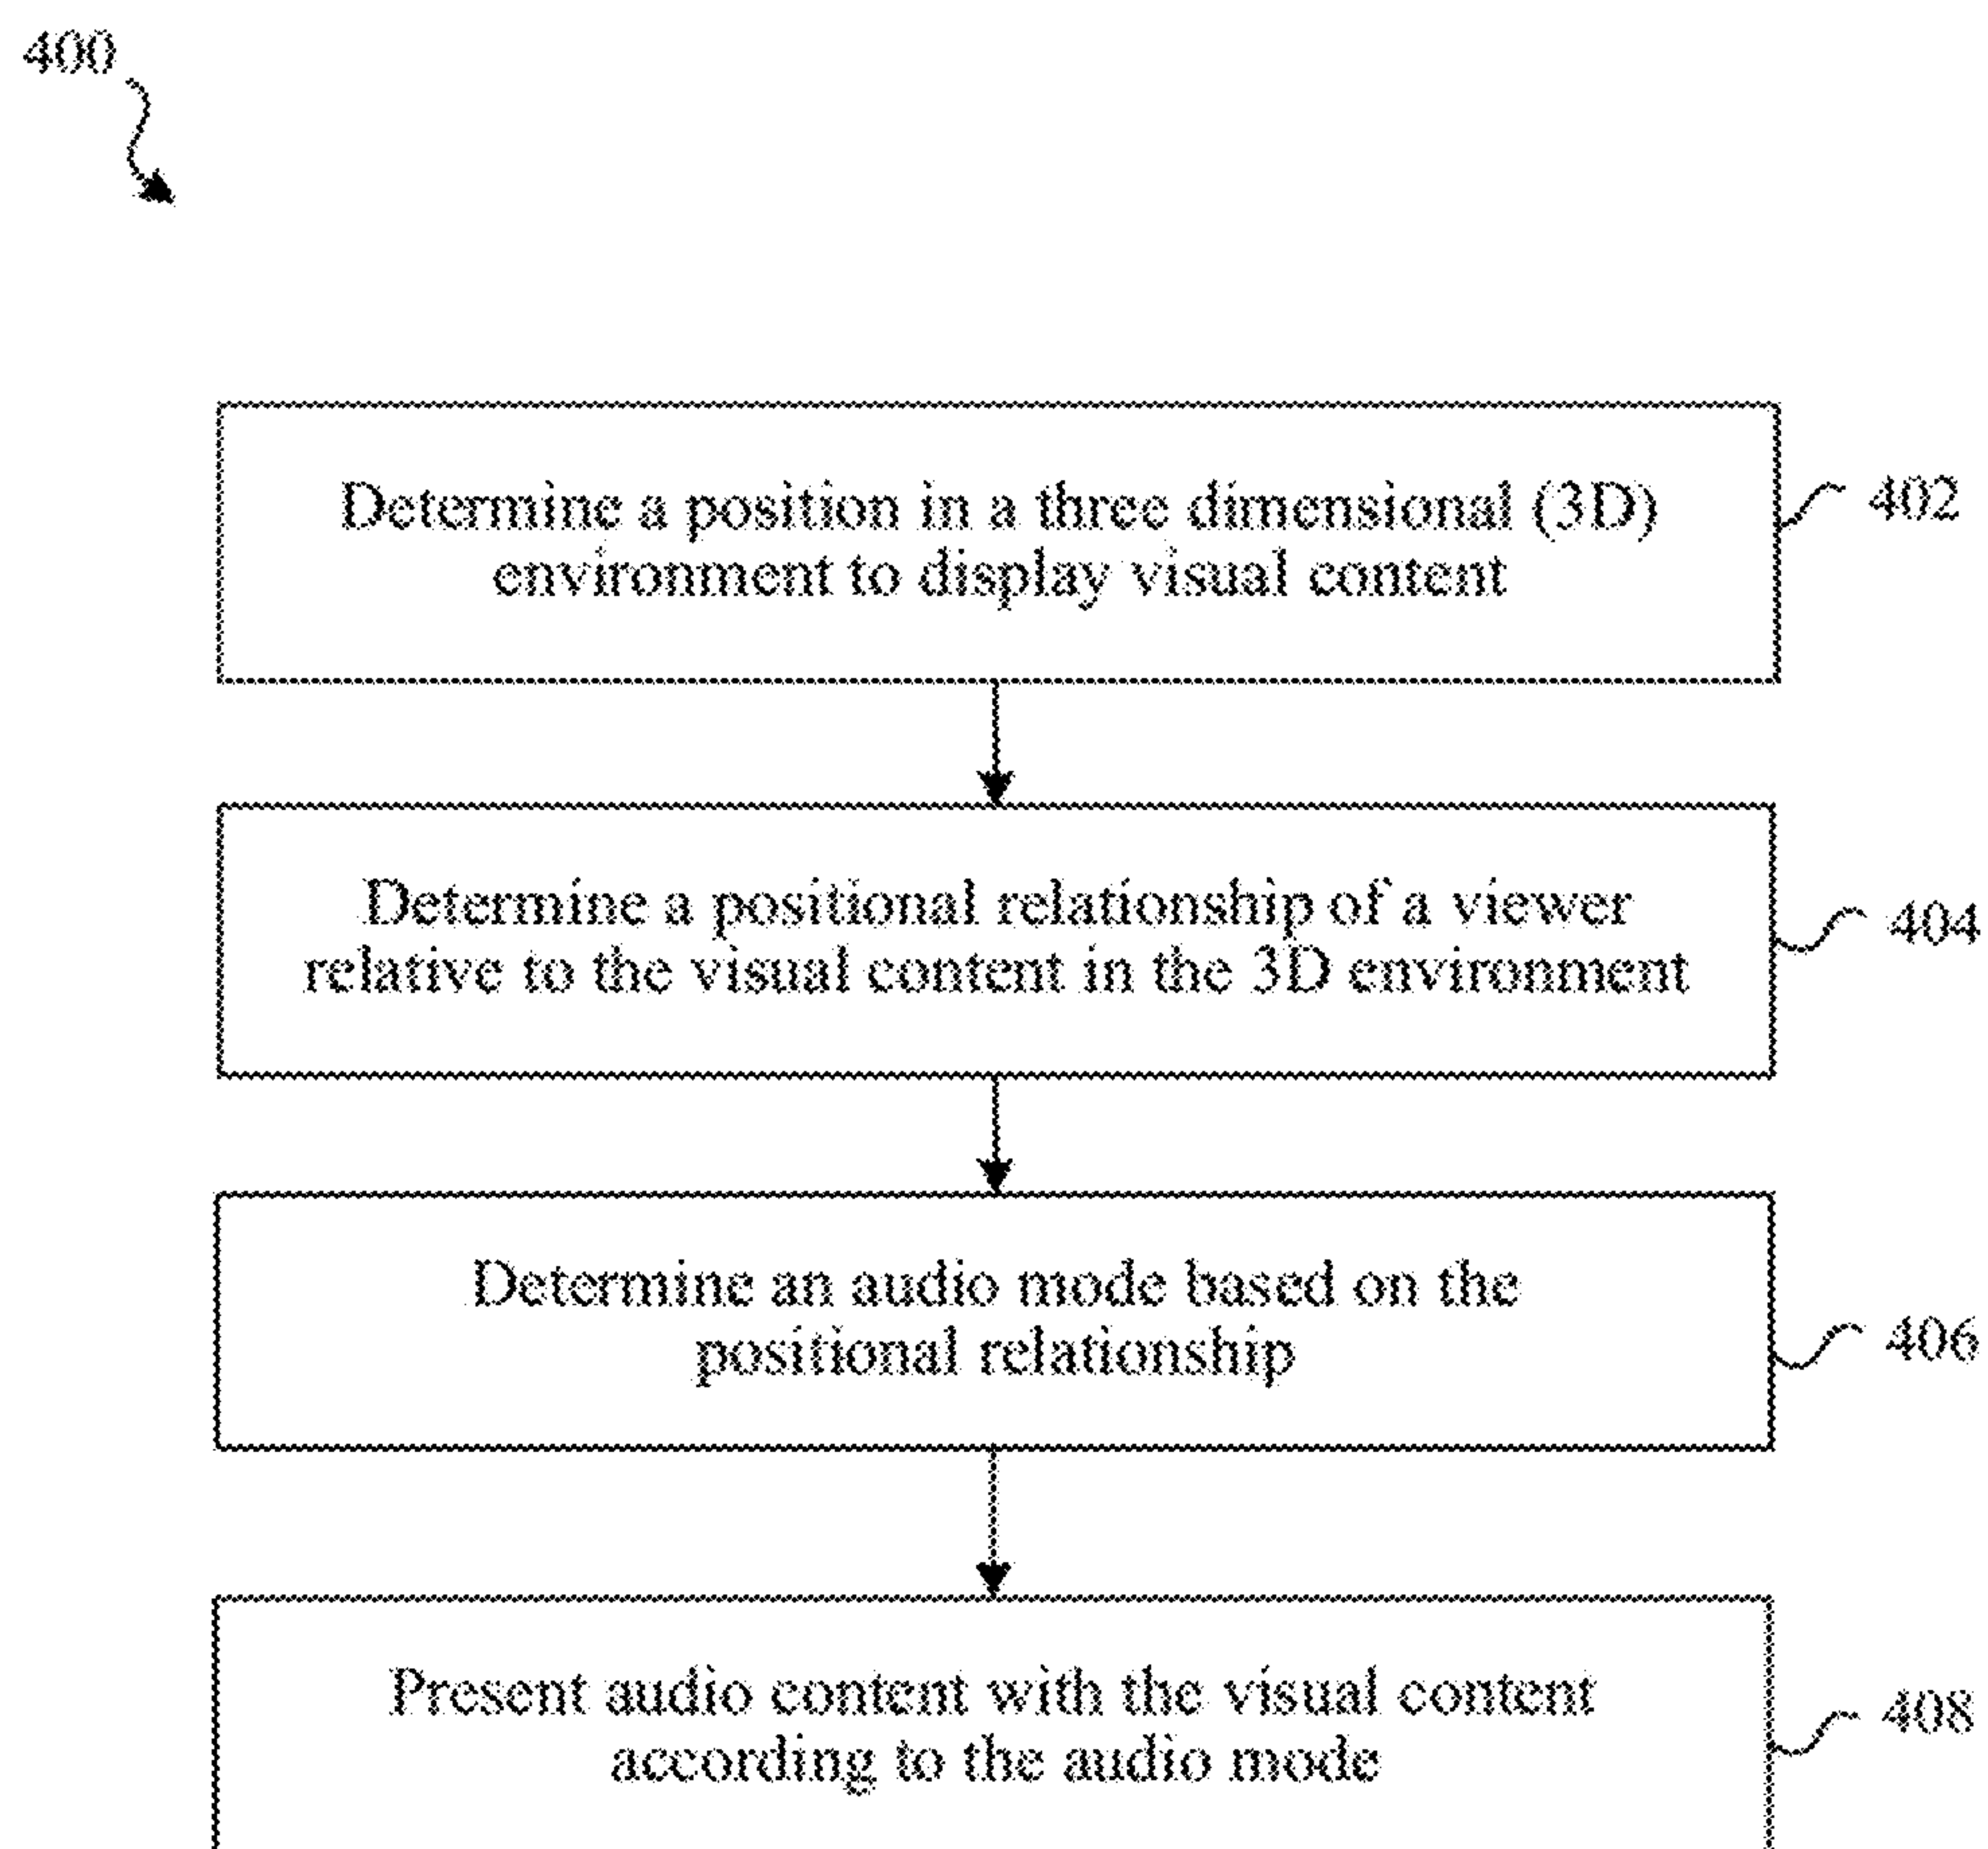 400
Determine a position in a three dimensional (3D)
environment to display visual content
402
Determine a positional relationship of a viewer
relative to the visual content in the 3D environment
404
Determine an audio mode based on the
positional relationship
406
Present audio content with the visual content
according to the audio mode
408